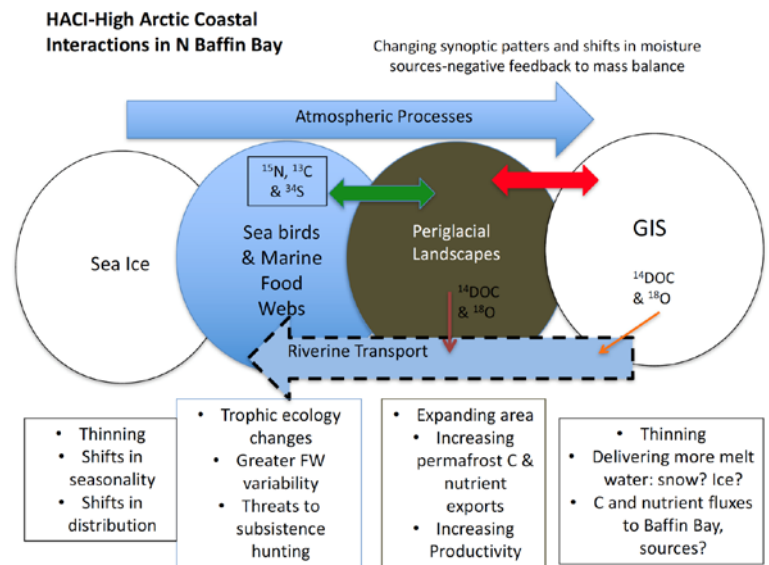 HACI-High Arctic Coastal
Interactions in N Baffin Bay
Changing synoptic patters and shifts in moisture
sources-negative feedback to mass balance
Atmospheric Processes
¹⁵N, ¹³C
& ³⁴S
Sea Ice
Sea birds
& Marine
Food
Webs
Periglacial
Landscapes
¹⁴DOC
& ¹⁸O
GIS
¹⁴DOC
& ¹⁸O
Riverine Transport
• Thinning
• Shifts in
seasonality
• Shifts in
distribution
• Trophic ecology
changes
• Greater FW
variability
• Threats to
subsistence
hunting
• Expanding area
• Increasing
permafrost C &
nutrient
exports
• Increasing
Productivity
• Thinning
• Delivering more melt
water: snow? Ice?
• C and nutrient fluxes
to Baffin Bay,
sources?